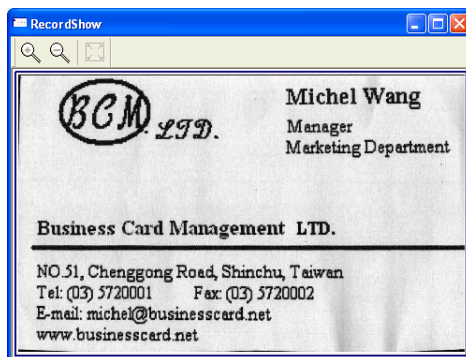 RecordShow
BCM LTD.
Michel Wang
Manager
Marketing Department
Business Card Management LTD.
NO.51, Chenggong Road, Shinchu, Taiwan
Tel: (03) 5720001 Fax: (03) 5720002
E-mail: michel@businesscard.net
www.businesscard.net